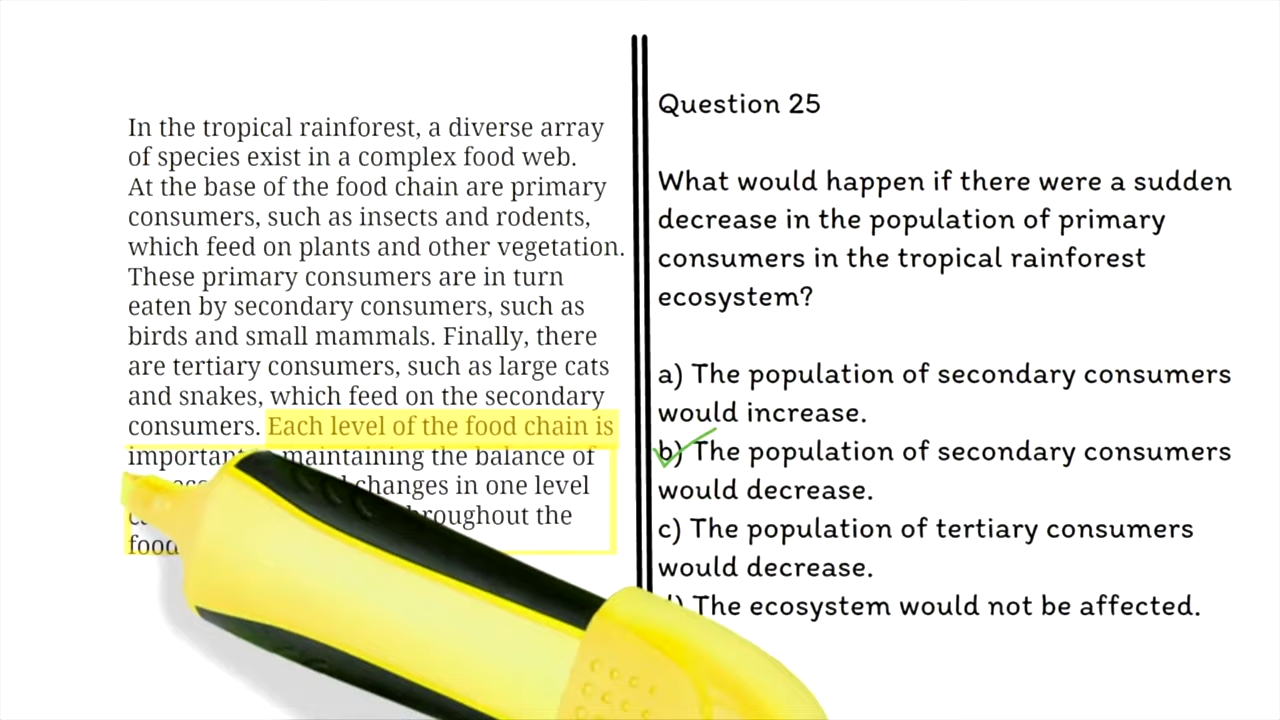 In the tropical rainforest, a diverse array
of species exist in a complex food web.
At the base of the food chain are primary
consumers, such as insects and rodents,
which feed on plants and other vegetation.
These primary consumers are in turn
eaten by secondary consumers, such as
birds and small mammals. Finally, there
are tertiary consumers, such as large cats
and snakes, which feed on the secondary
consumers. Each level of the food chain is
important maintaining the balance of
changes in one level
throughout the
food
Question 25
What would happen if there were a sudden
decrease in the population of primary
consumers in the tropical rainforest
ecosystem?
a) The population of secondary consumers
would increase.
b) The population of secondary consumers
would decrease.
c) The population of tertiary consumers
would decrease.
d) The ecosystem would not be affected.